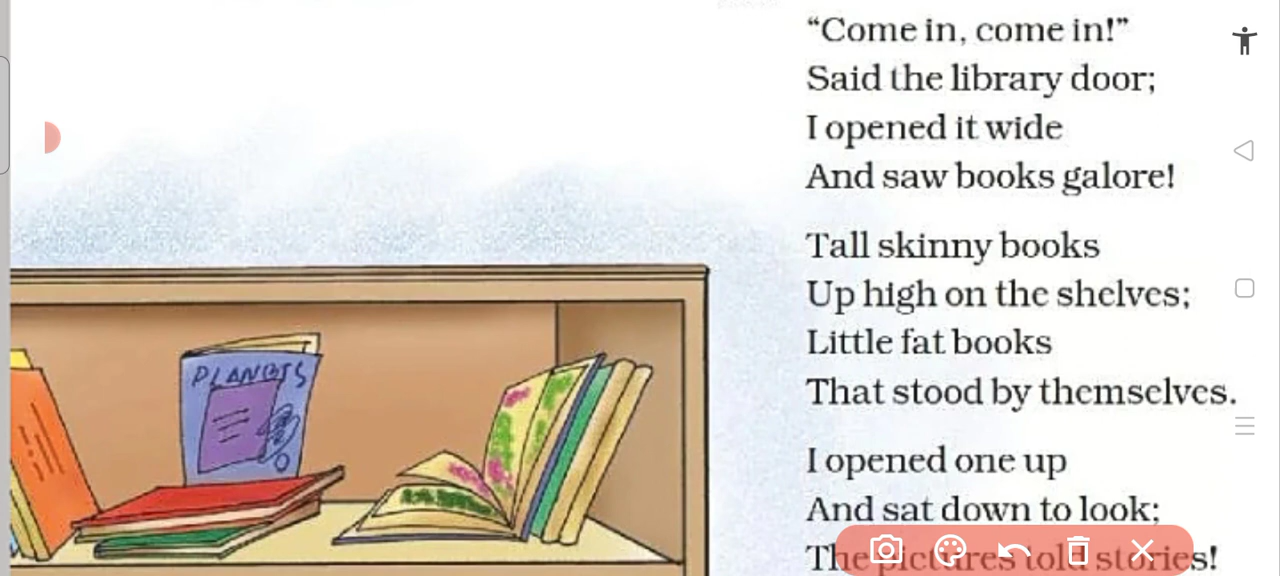 “Come in, come in!”
Said the library door;
I opened it wide
And saw books galore!
Tall skinny books
Up high on the shelves;
Little fat books
That stood by themselves.
I opened one up
And sat down to look;
The pictures told stories!
PLANETS